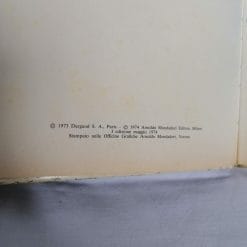 © 1973 Dargaud S. A., Paris - © 1974 Arnoldo Mondadori Editore Milano
I edizione maggio 1974
Stampato nelle Officine Grafiche Arnoldo Mondadori, Verona